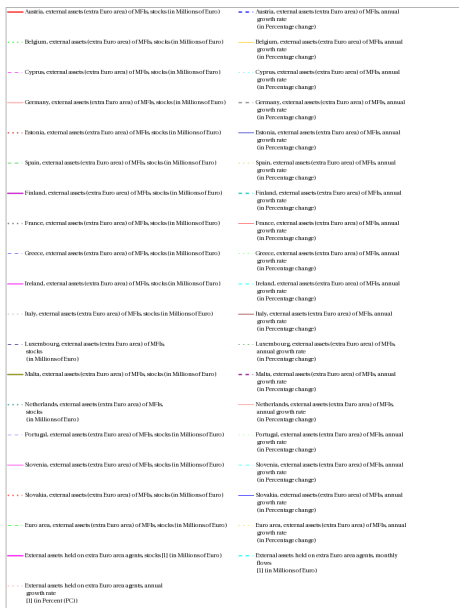 Austria, external assets (extra Euro area) of MFIs, stocks (in Millions of Euro)
Austria, external assets (extra Euro area) of MFIs, annual
growth rate
(in Percentage change)
Belgium, external assets (extra Euro area) of MFIs, stocks (in Millions of Euro)
Belgium, external assets (extra Euro area) of MFIs, annual
growth rate
(in Percentage change)
Cyprus, external assets (extra Euro area) of MFIs, stocks (in Millions of Euro)
Cyprus, external assets (extra Euro area) of MFIs, annual
growth rate
(in Percentage change)
Germany, external assets (extra Euro area) of MFIs, stocks (in Millions of Euro)
Germany, external assets (extra Euro area) of MFIs, annual
growth rate
(in Percentage change)
Estonia, external assets (extra Euro area) of MFIs, stocks (in Millions of Euro)
Estonia, external assets (extra Euro area) of MFIs, annual
growth rate
(in Percentage change)
Spain, external assets (extra Euro area) of MFIs, stocks (in Millions of Euro)
Spain, external assets (extra Euro area) of MFIs, annual
growth rate
(in Percentage change)
Finland, external assets (extra Euro area) of MFIs, stocks (in Millions of Euro)
Finland, external assets (extra Euro area) of MFIs, annual
growth rate
(in Percentage change)
France, external assets (extra Euro area) of MFIs, stocks (in Millions of Euro)
France, external assets (extra Euro area) of MFIs, annual
growth rate
(in Percentage change)
Greece, external assets (extra Euro area) of MFIs, stocks (in Millions of Euro)
Greece, external assets (extra Euro area) of MFIs, annual
growth rate
(in Percentage change)
Ireland, external assets (extra Euro area) of MFIs, stocks (in Millions of Euro)
Ireland, external assets (extra Euro area) of MFIs, annual
growth rate
(in Percentage change)
Italy, external assets (extra Euro area) of MFIs, stocks (in Millions of Euro)
Italy, external assets (extra Euro area) of MFIs, annual
growth rate
(in Percentage change)
Luxembourg, external assets (extra Euro area) of MFIs,
stocks
(in Millions of Euro)
Luxembourg, external assets (extra Euro area) of MFIs,
annual growth rate
(in Percentage change)
Malta, external assets (extra Euro area) of MFIs, stocks (in Millions of Euro)
Malta, external assets (extra Euro area) of MFIs, annual
growth rate
(in Percentage change)
Netherlands, external assets (extra Euro area) of MFIs,
stocks
(in Millions of Euro)
Netherlands, external assets (extra Euro area) of MFIs,
annual growth rate
(in Percentage change)
Portugal, external assets (extra Euro area) of MFIs, stocks (in Millions of Euro)
Portugal, external assets (extra Euro area) of MFIs, annual
growth rate
(in Percentage change)
Slovenia, external assets (extra Euro area) of MFIs, stocks (in Millions of Euro)
Slovenia, external assets (extra Euro area) of MFIs, annual
growth rate
(in Percentage change)
Slovakia, external assets (extra Euro area) of MFIs, stocks (in Millions of Euro)
Slovakia, external assets (extra Euro area) of MFIs, annual
growth rate
(in Percentage change)
Euro area, external assets (extra Euro area) of MFIs, stocks (in Millions of Euro)
Euro area, external assets (extra Euro area) of MFIs, annual
growth rate
(in Percentage change)
External assets held on extra Euro area agents, stocks [1] (in Millions of Euro)
External assets held on extra Euro area agents, monthly
flows
[1] (in Millions of Euro)
External assets held on extra Euro area agents, annual
growth rate
[1] (in Percent (PC))